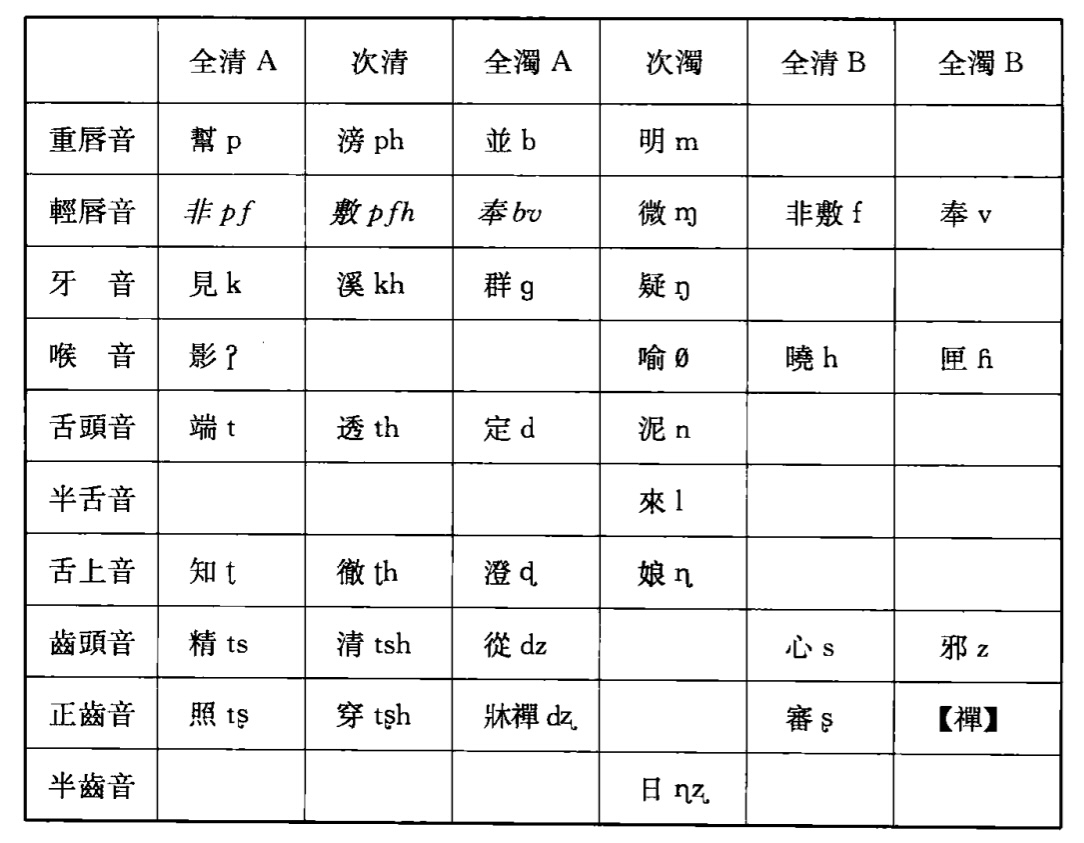 全清 A 次清 全濁 A 次濁 全清 B 全濁 B
重唇音 幫 p 滂 ph 並 b 明 m
輕唇音 非 pf 敷 pfh 奉 bv 微 ɱ 非敷 f 奉 v
牙 音 見 k 溪 kh 群 ɡ 疑 ŋ
喉 音 影 ʔ 喻 ø 曉 h 匣 ɦ
舌頭音 端 t 透 th 定 d 泥 n
半舌音 來 l
舌上音 知 ʈ 徹 ʈh 澄 ɖ 娘 ɳ
齒頭音 精 ts 清 tsh 從 dz 心 s 邪 z
正齒音 照 tʂ 穿 tʂh 牀禪 dʐ 審 ʂ 【禪】
半齒音 日 ɳʐ